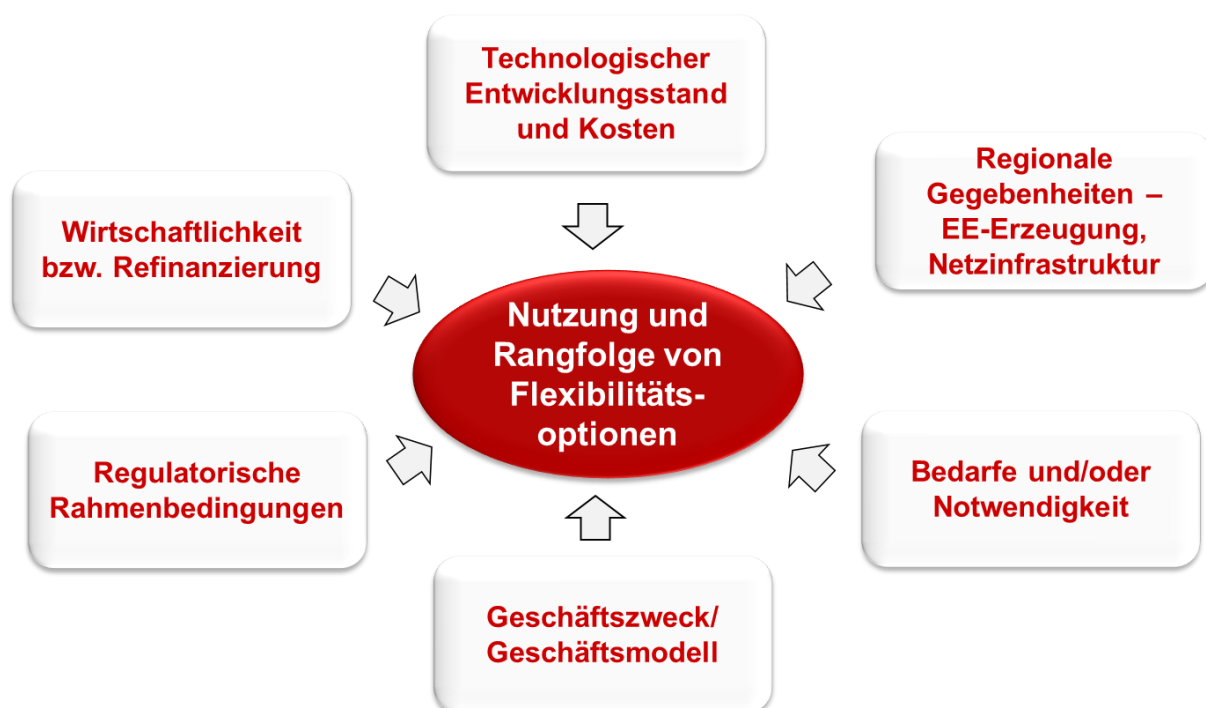 Technologischer
Entwicklungsstand
und Kosten
Regionale
Gegebenheiten –
EE-Erzeugung,
Netzinfrastruktur
Wirtschaftlichkeit
bzw. Refinanzierung
Nutzung und
Rangfolge von
Flexibilitäts-
optionen
Regulatorische
Rahmenbedingungen
Bedarfe und/oder
Notwendigkeit
Geschäftszweck/
Geschäftsmodell